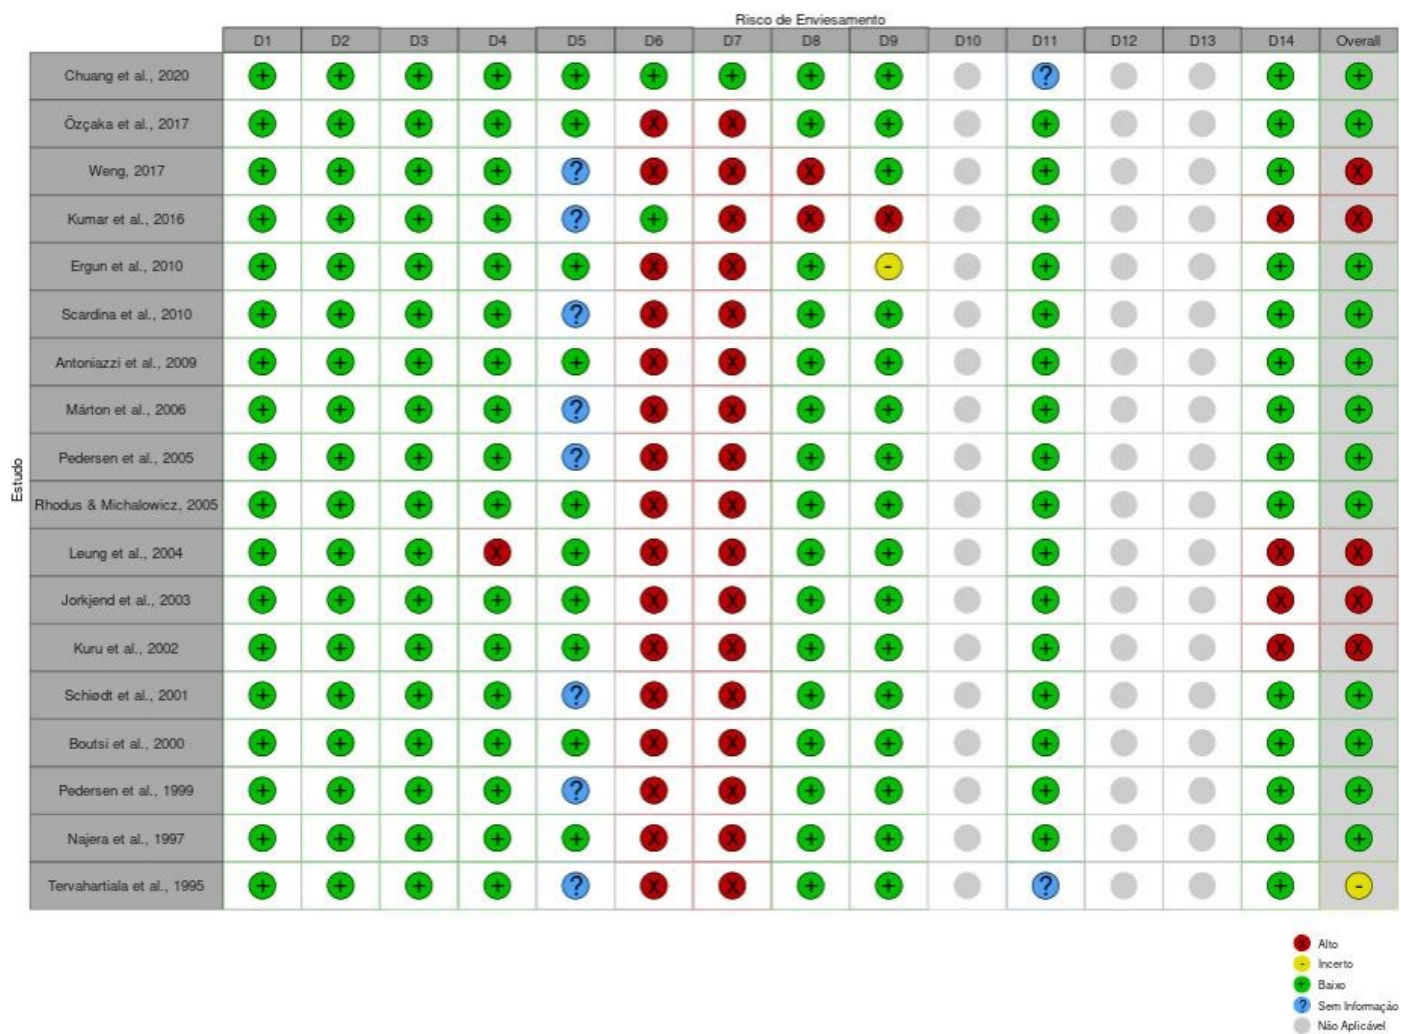 Risco de Enviesamento
D1 D2 D3 D4 D5 D6 D7 D8 D9 D10 D11 D12 D13 D14 Overall
Chuang et al., 2020 + + + + + + + + + ? + +
Özçaka et al., 2017 + + + + + X X + + + + +
Weng, 2017 + + + + ? X X X + + + X
Kumar et al., 2016 + + + + ? + X X X + X X
Ergun et al., 2010 + + + + + X X + - + + +
Scardina et al., 2010 + + + + ? X X + + + + +
Antoniazzi et al., 2009 + + + + + X X + + + + +
Márton et al., 2006 + + + + ? X X + + + + +
Pedersen et al., 2005 + + + + ? X X + + + + +
Rhodus & Michalowicz, 2005 + + + + + X X + + + + +
Leung et al., 2004 + + + X + X X + + + X X
Jorkjend et al., 2003 + + + + + X X + + + X X
Kuru et al., 2002 + + + + + X X + + + X X
Schiødt et al., 2001 + + + + ? X X + + + + +
Boutsi et al., 2000 + + + + + X X + + + + +
Pedersen et al., 1999 + + + + ? X X + + + + +
Najera et al., 1997 + + + + + X X + + + + +
Tervahartiala et al., 1995 + + + + ? X X + + ? + -
Estudo
X Alto
- Incerto
+ Baixo
? Sem Informação
Não Aplicável